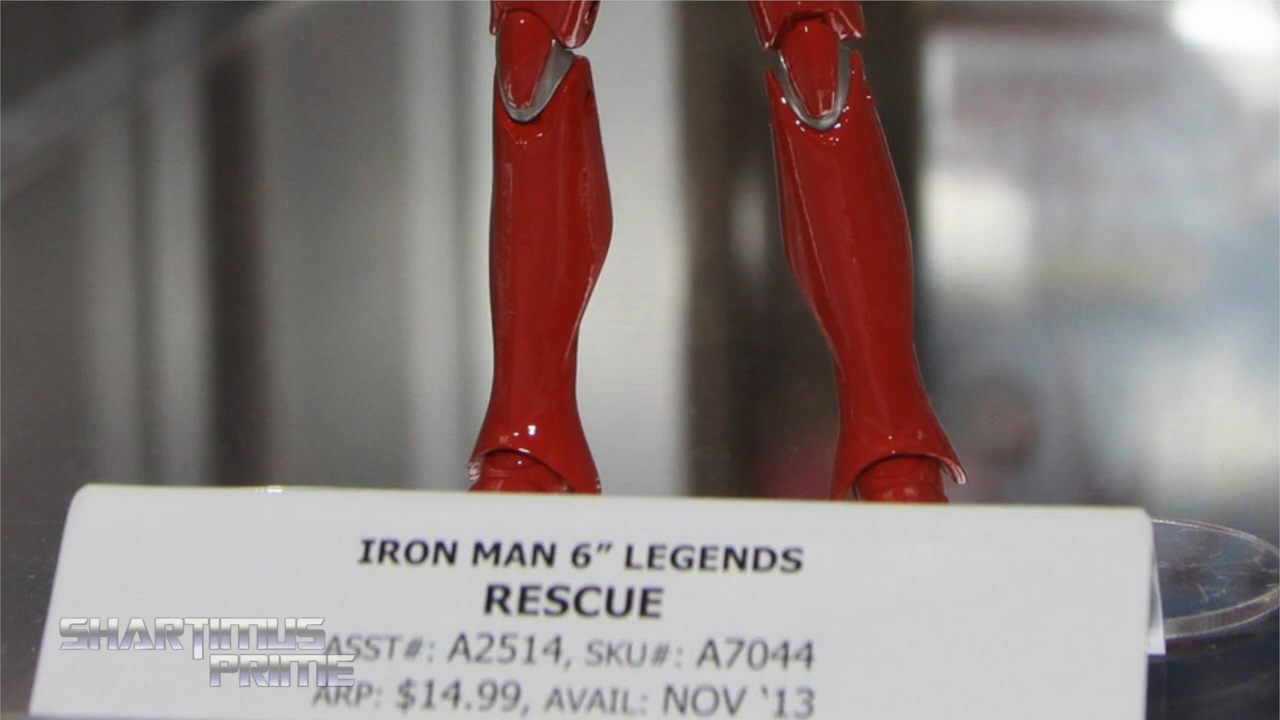 IRON MAN 6” LEGENDS
RESCUE
ASST#: A2514, SKU#: A7044
ARP: $14.99, AVAIL: NOV ‘13
SHARTIMUS
PRIME